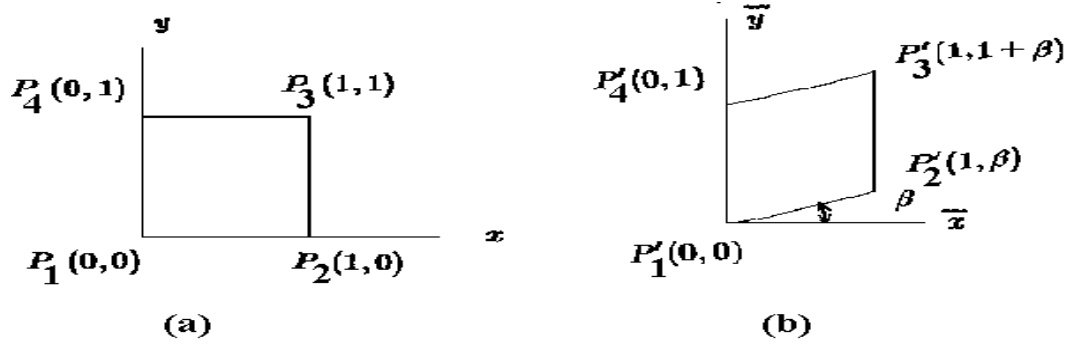 y
P₄(0,1)
P₃(1,1)
P₁(0,0)
P₂(1,0)
x
(a)
y̅
P′₃(1,1+β)
P′₄(0,1)
P′₂(1,β)
β
x̅
P′₁(0,0)
(b)